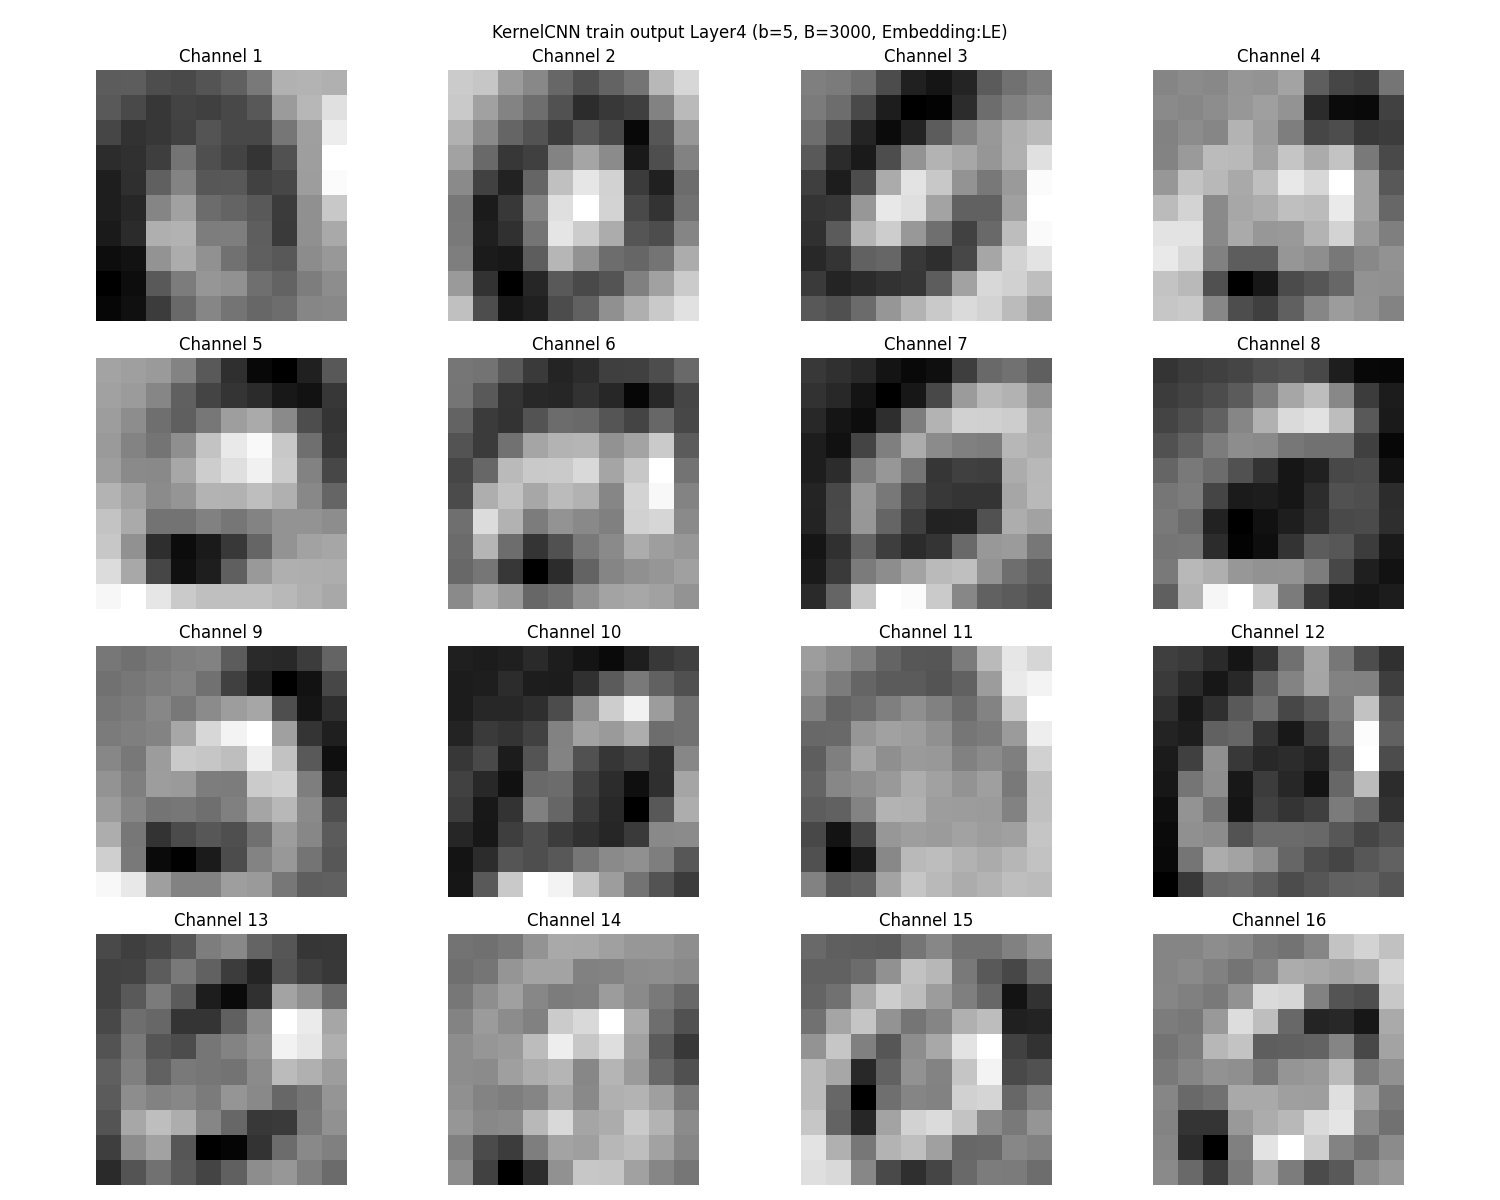 KernelCNN train output Layer4 (b=5, B=3000, Embedding:LE)
Channel 1
Channel 2
Channel 3
Channel 4
Channel 5
Channel 6
Channel 7
Channel 8
Channel 9
Channel 10
Channel 11
Channel 12
Channel 13
Channel 14
Channel 15
Channel 16